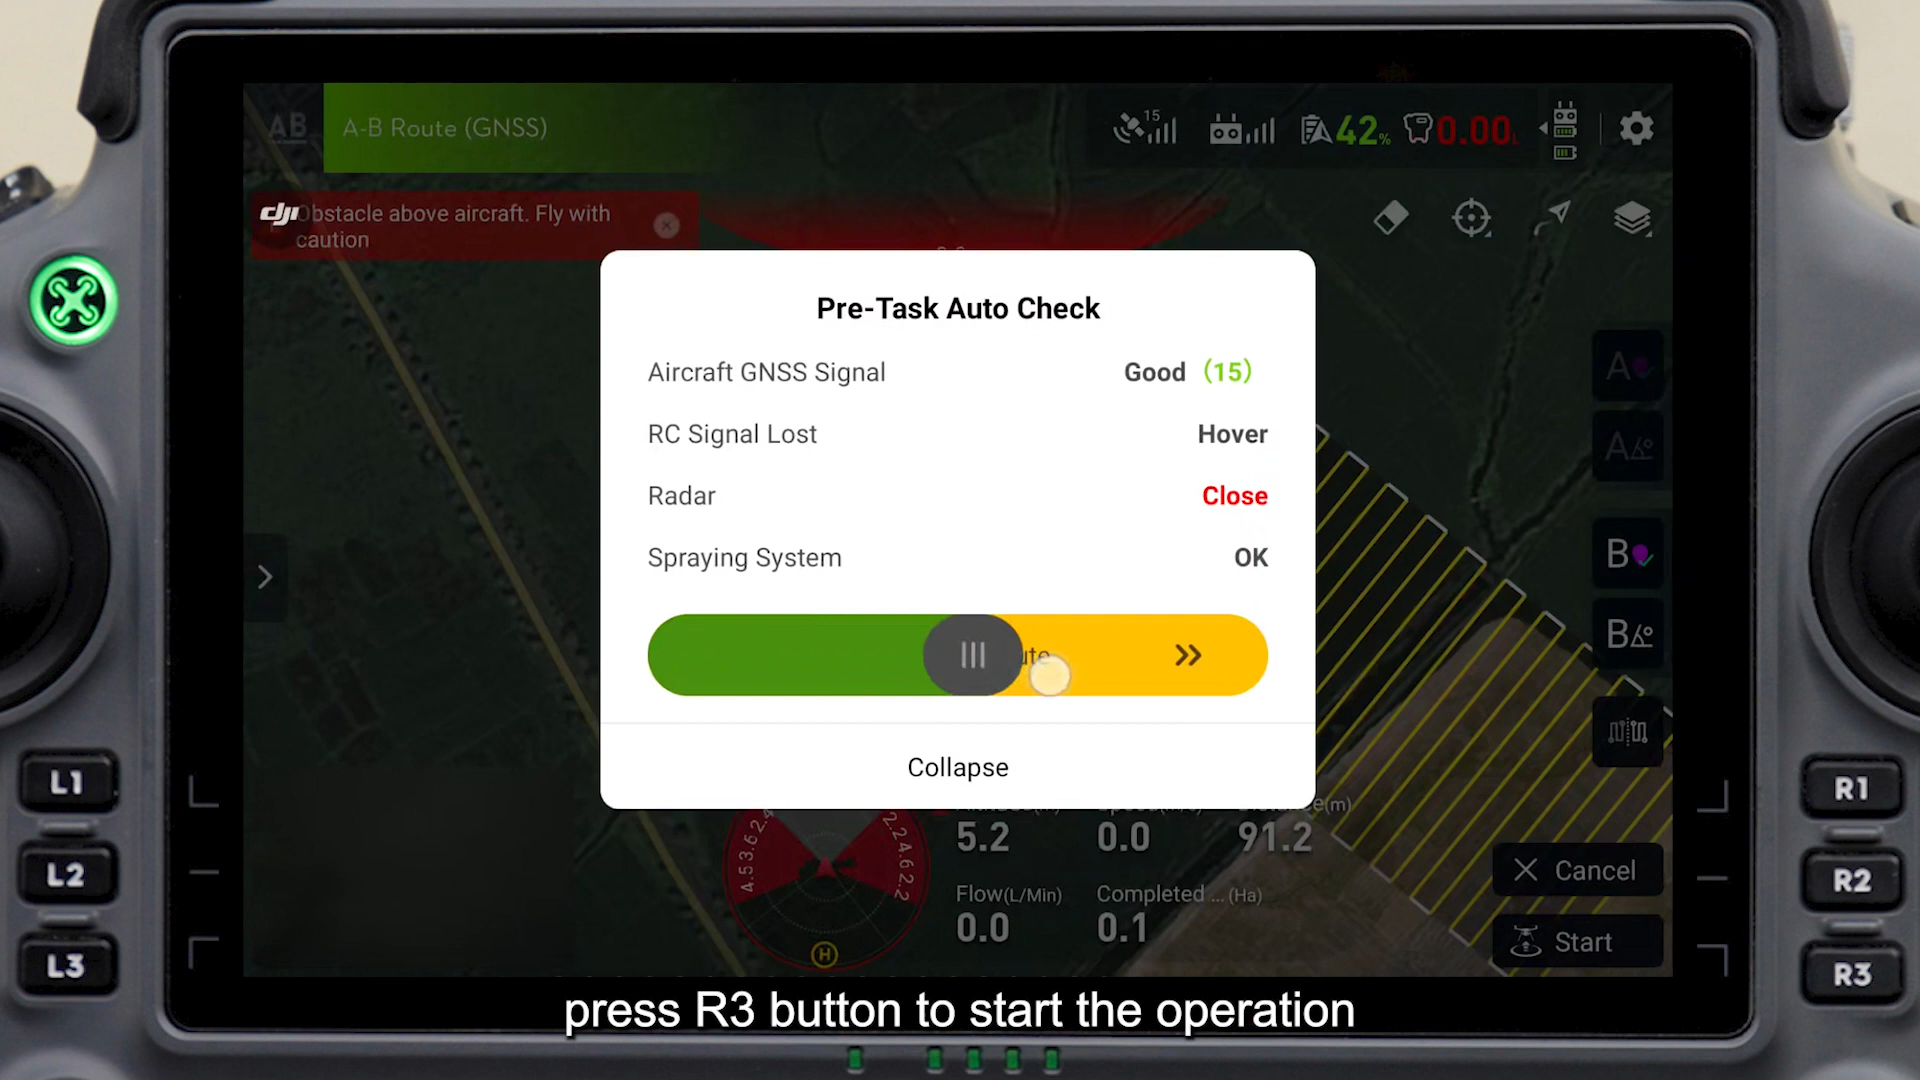 AB
A-B Route (GNSS)
15
42%
0.00L
dji
Obstacle above aircraft. Fly with
caution
Pre-Task Auto Check
Aircraft GNSS Signal Good (15)
RC Signal Lost Hover
Radar Close
Spraying System OK
Collapse
A
A
B
B
5.2
0.0
91.2
Flow(L/Min)
Completed ... (Ha)
0.0
0.1
H
Cancel
Start
L1
L2
L3
R1
R2
R3
press R3 button to start the operation